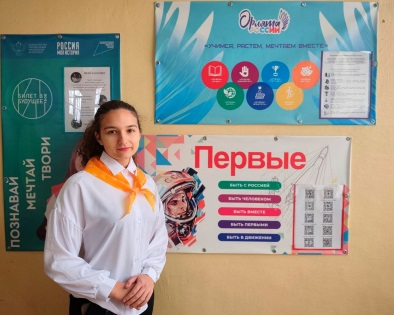 РОССИЯ
МОЯ ИСТОРИЯ
БИЛЕТ В
БУДУЩЕЕ
ПОЗНАВАЙ
МЕЧТАЙ
ТВОРИ
Орлята
РОССИИ
«УЧИМСЯ, РАСТЕМ, МЕЧТАЕМ ВМЕСТЕ»
Первые
БЫТЬ С РОССИЕЙ
БЫТЬ ЧЕЛОВЕКОМ
БЫТЬ ВМЕСТЕ
БЫТЬ ПЕРВЫМИ
БЫТЬ В ДВИЖЕНИИ